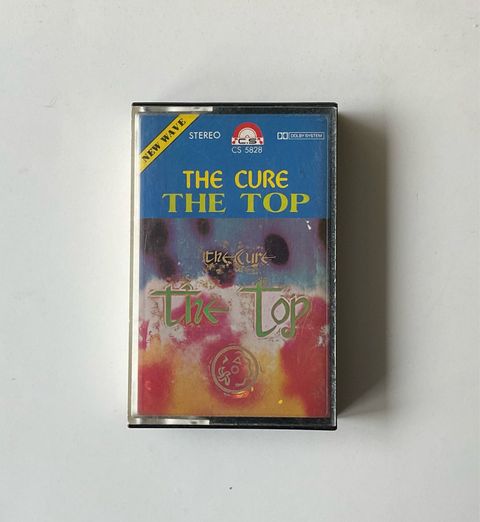 NEW WAVE
STEREO
C.S
DOLBY SYSTEM
CS 5828
THE CURE
THE TOP
the cure
the top